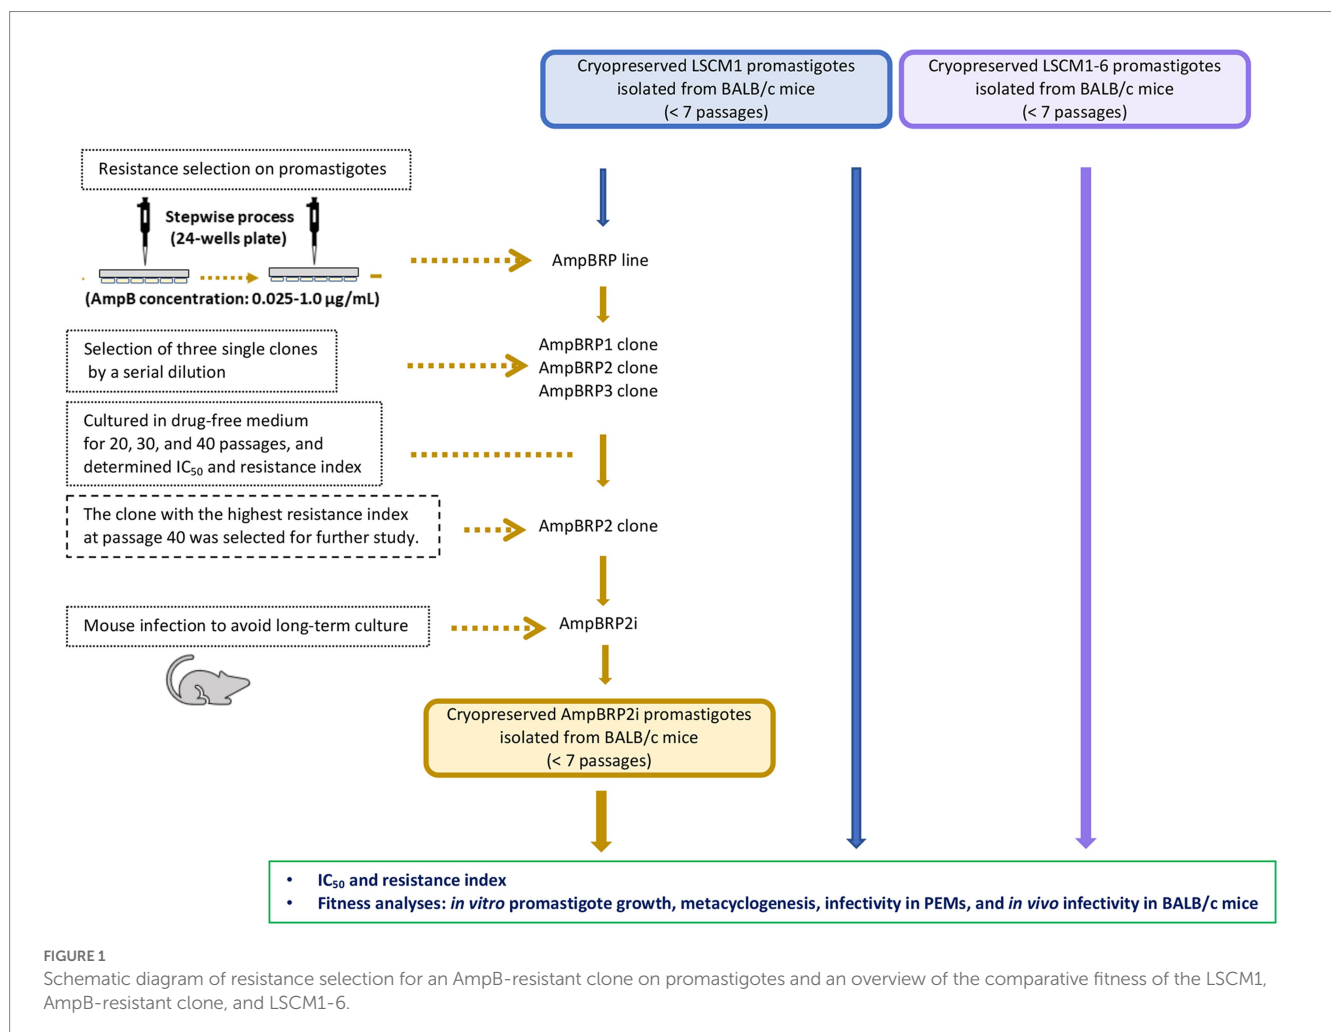 Cryopreserved LSCM1 promastigotes
isolated from BALB/c mice
(< 7 passages)
Cryopreserved LSCM1-6 promastigotes
isolated from BALB/c mice
(< 7 passages)
Resistance selection on promastigotes
Stepwise process
(24-wells plate)
(AmpB concentration: 0.025-1.0 µg/mL)
AmpBRP line
Selection of three single clones
by a serial dilution
AmpBRP1 clone
AmpBRP2 clone
AmpBRP3 clone
Cultured in drug-free medium
for 20, 30, and 40 passages, and
determined IC50 and resistance index
The clone with the highest resistance index
at passage 40 was selected for further study.
AmpBRP2 clone
Mouse infection to avoid long-term culture
AmpBRP2i
Cryopreserved AmpBRP2i promastigotes
isolated from BALB/c mice
(< 7 passages)
• IC50 and resistance index
• Fitness analyses: in vitro promastigote growth, metacyclogenesis, infectivity in PEMs, and in vivo infectivity in BALB/c mice
FIGURE 1
Schematic diagram of resistance selection for an AmpB-resistant clone on promastigotes and an overview of the comparative fitness of the LSCM1,
AmpB-resistant clone, and LSCM1-6.